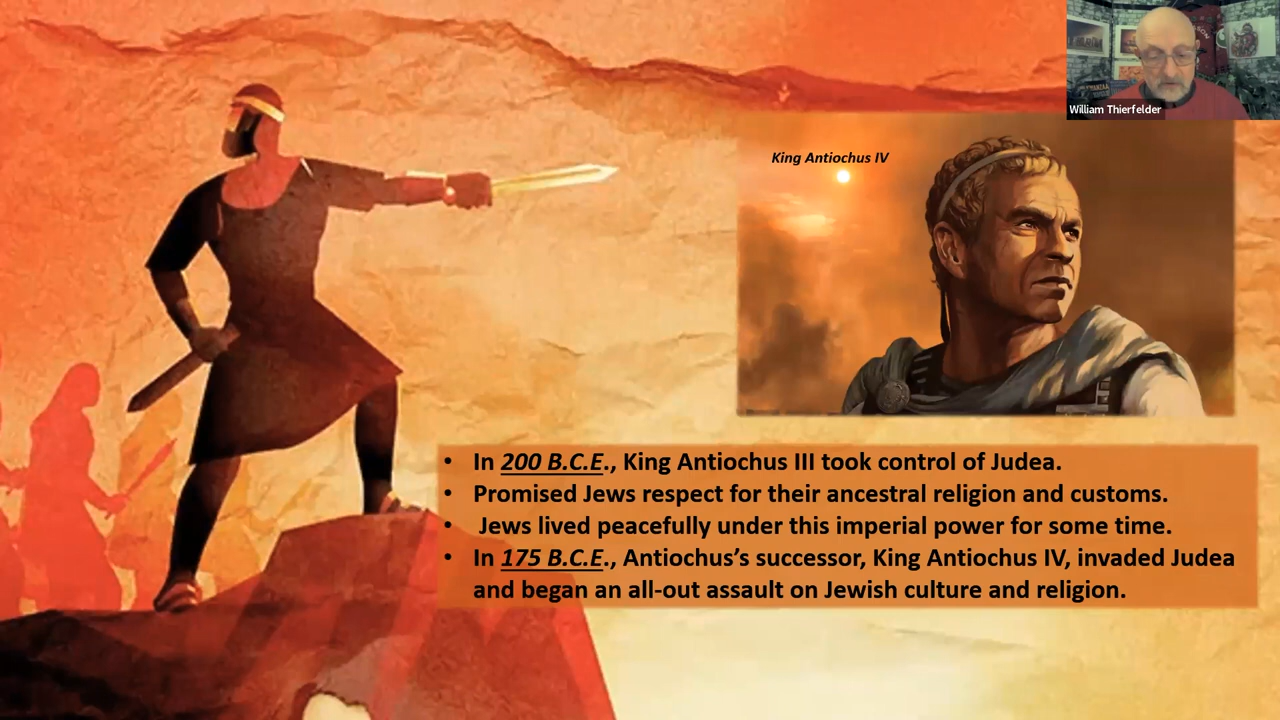 William Thierfelder
King Antiochus IV
• In 200 B.C.E., King Antiochus III took control of Judea.
• Promised Jews respect for their ancestral religion and customs.
• Jews lived peacefully under this imperial power for some time.
• In 175 B.C.E., Antiochus’s successor, King Antiochus IV, invaded Judea
and began an all-out assault on Jewish culture and religion.